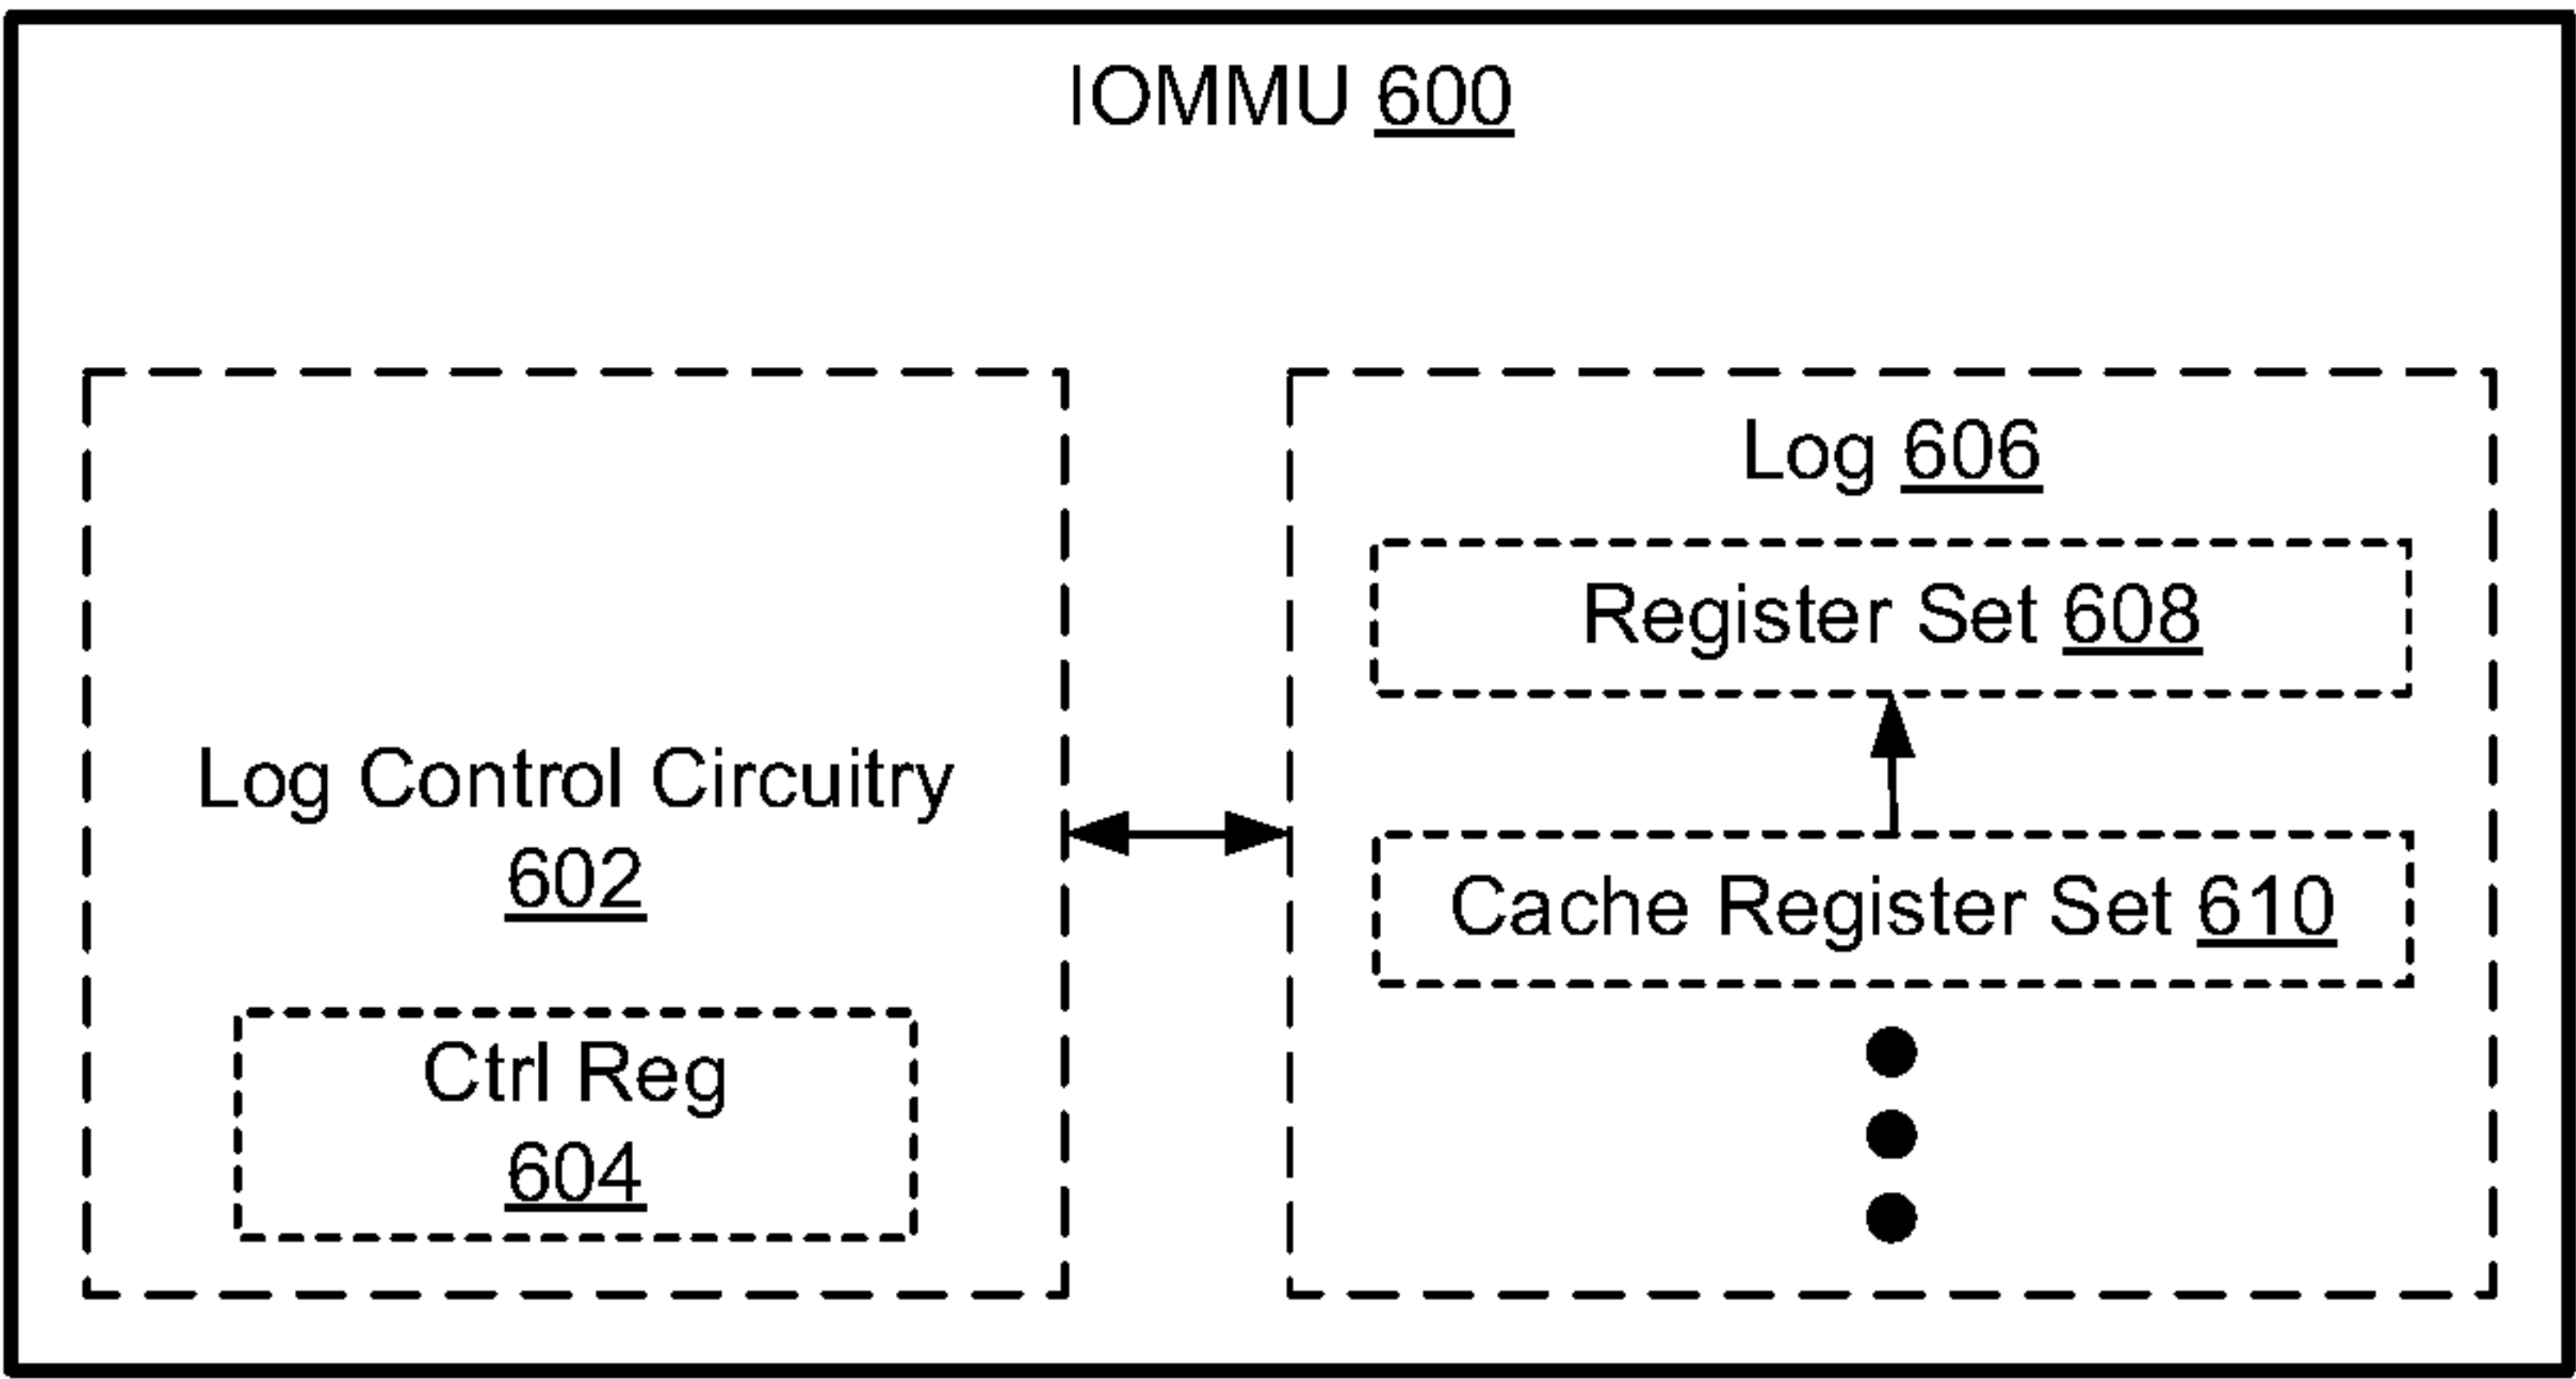 IOMMU 600
Log Control Circuitry
602
Ctrl Reg
604
Log 606
Register Set 608
Cache Register Set 610